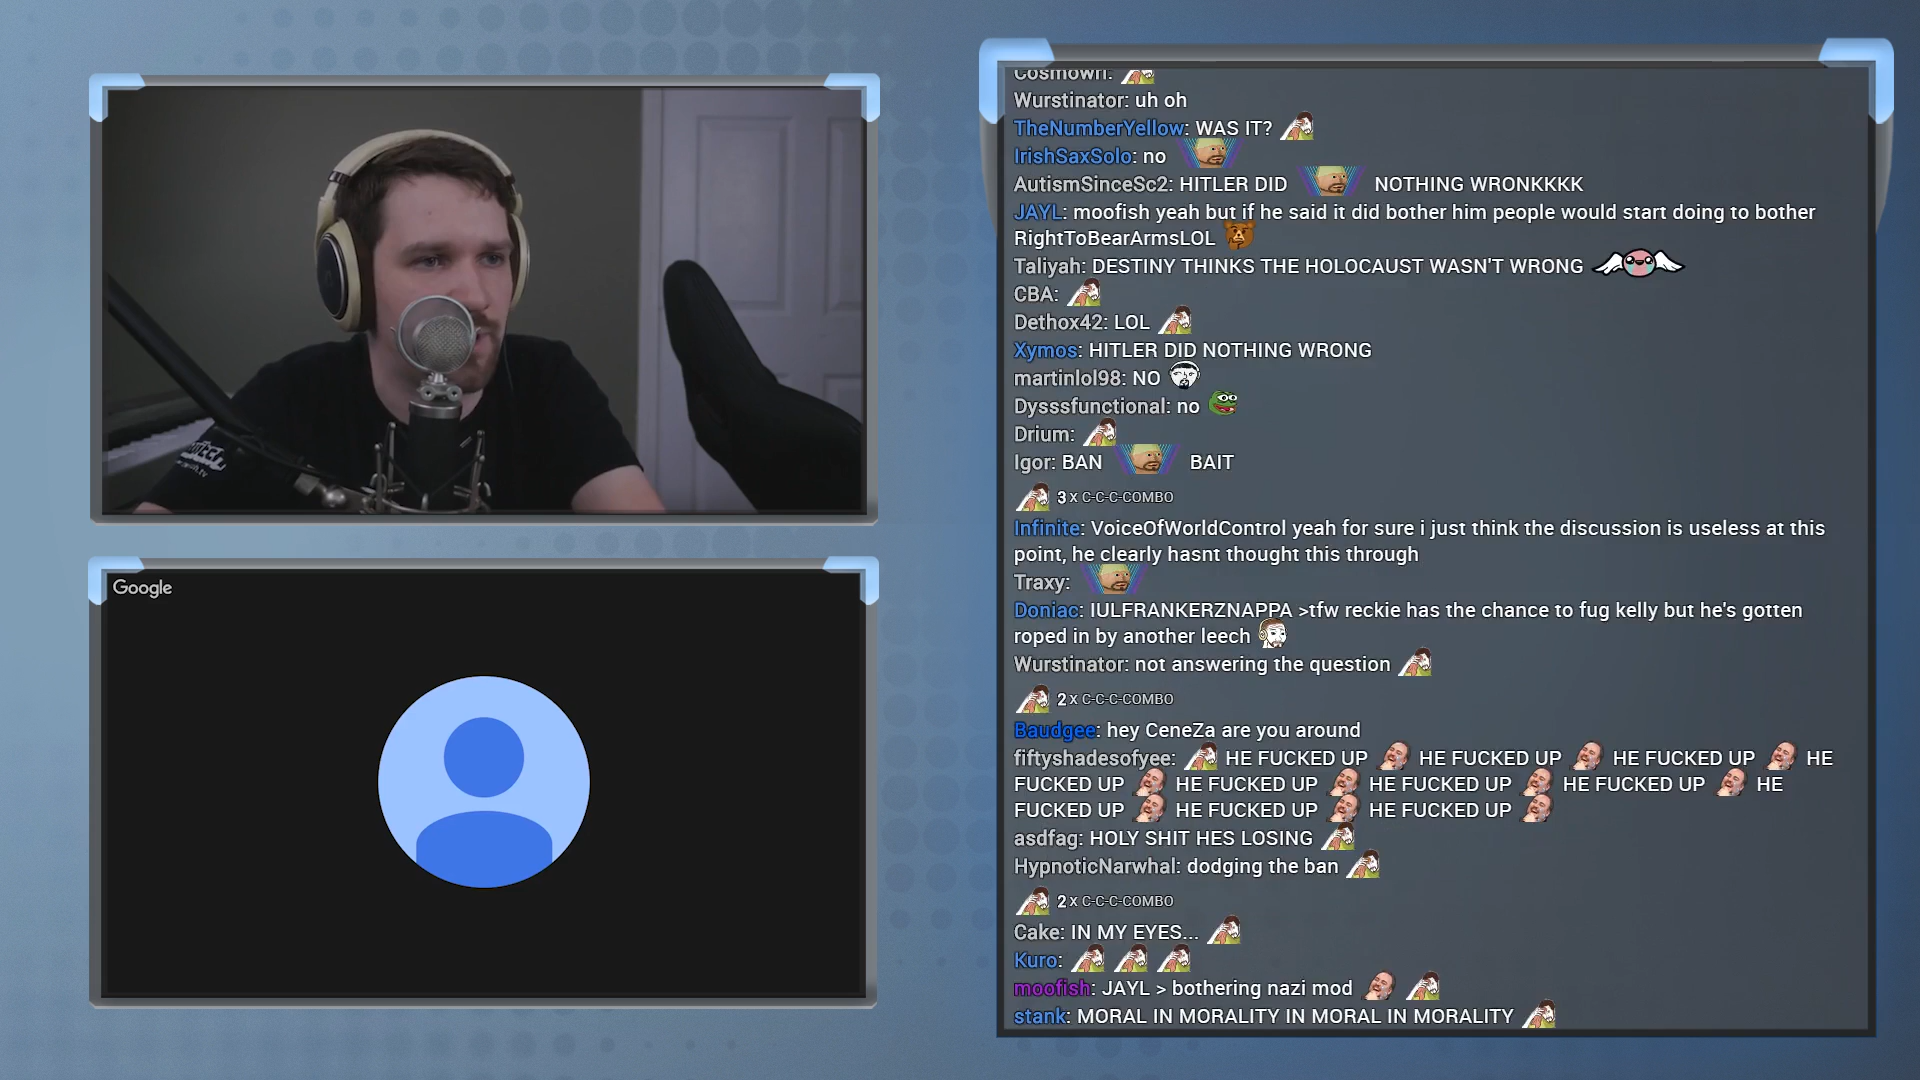 Google
Cosmowri:
Wurstinator: uh oh
TheNumberYellow: WAS IT?
IrishSaxSolo: no
AutismSinceSc2: HITLER DID NOTHING WRONKKKK
JAYL: moofish yeah but if he said it did bother him people would start doing to bother
RightToBearArmsLOL
Taliyah: DESTINY THINKS THE HOLOCAUST WASN'T WRONG
CBA:
Dethox42: LOL
Xymos: HITLER DID NOTHING WRONG
martinlol98: NO
Dysssfunctional: no
Drium:
Igor: BAN BAIT
3 x C-C-C-COMBO
Infinite: VoiceOfWorldControl yeah for sure i just think the discussion is useless at this
point, he clearly hasnt thought this through
Traxy:
Doniac: IULFRANKERZNAPPA >tfw reckie has the chance to fug kelly but he's gotten
roped in by another leech
Wurstinator: not answering the question
2 x C-C-C-COMBO
Baudgee: hey CeneZa are you around
fiftyshadesofyee: HE FUCKED UP HE FUCKED UP HE FUCKED UP HE
FUCKED UP HE FUCKED UP HE FUCKED UP HE FUCKED UP HE
FUCKED UP HE FUCKED UP HE FUCKED UP
asdfag: HOLY SHIT HES LOSING
HypnoticNarwhal: dodging the ban
2 x C-C-C-COMBO
Cake: IN MY EYES...
Kuro:
moofish: JAYL > bothering nazi mod
stank: MORAL IN MORALITY IN MORAL IN MORALITY